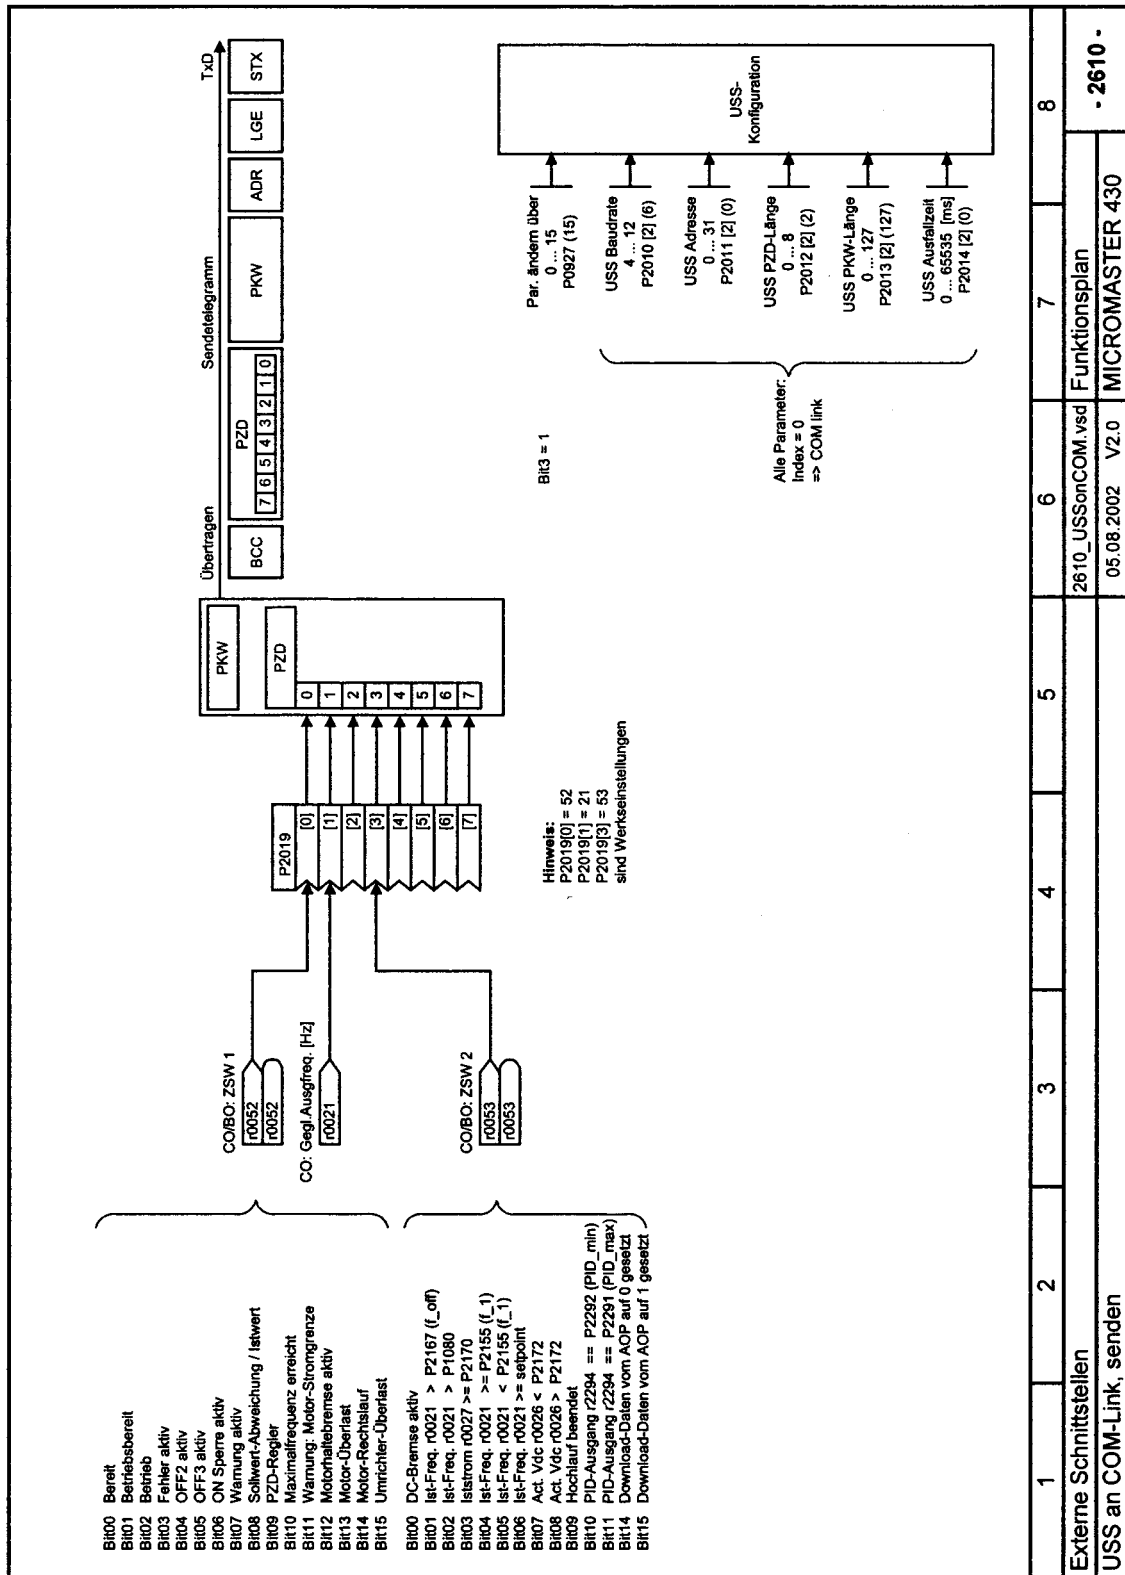 Bit00 Bereit
Bit01 Betriebsbereit
Bit02 Betrieb
Bit03 Fehler aktiv
Bit04 OFF2 aktiv
Bit05 OFF3 aktiv
Bit06 ON Sperre aktiv
Bit07 Warnung aktiv
Bit08 Sollwert-Abweichung / Istwert
Bit09 PZD-Regler
Bit10 Maximalfrequenz erreicht
Bit11 Warnung: Motor-Stromgrenze
Bit12 Motorhaltebremse aktiv
Bit13 Motor-Überlast
Bit14 Motor-Rechtslauf
Bit15 Umrichter-Überlast
Bit00 DC-Bremse aktiv
Bit01 Ist-Freq. r0021 > P2167 (f_off)
Bit02 Ist-Freq. r0021 > P1080
Bit03 Iststrom r0027 >= P2170
Bit04 Ist-Freq. r0021 >= P2155 (f_1)
Bit05 Ist-Freq. r0021 < P2155 (f_1)
Bit06 Ist-Freq. r0021 >= setpoint
Bit07 Act. Vdc r0026 < P2172
Bit08 Act. Vdc r0026 > P2172
Bit09 Hochlauf beendet
Bit10 PID-Ausgang r2294 == P2292 (PID_min)
Bit11 PID-Ausgang r2294 == P2291 (PID_max)
Bit14 Download-Daten vom AOP auf 0 gesetzt
Bit15 Download-Daten vom AOP auf 1 gesetzt
CO/BO: ZSW 1
r0052
r0052
CO: Gegl.Ausgfreq. [Hz]
r0021
CO/BO: ZSW 2
r0053
r0053
P2019
[0]
[1]
[2]
[3]
[4]
[5]
[6]
[7]
Hinweis:
P2019[0] = 52
P2019[1] = 21
P2019[3] = 53
sind Werkseinstellungen
PKW
PZD
0
1
2
3
4
5
6
7
Übertragen
Sendetelegramm
TxD
BCC
PZD
7 6 5 4 3 2 1 0
PKW
ADR
LGE
STX
Bit3 = 1
Par. ändern über
0 ... 15
P0927 (15)
USS Baudrate
4 ... 12
P2010 [2] (6)
USS Adresse
0 ... 31
P2011 [2] (0)
USS PZD-Länge
0 ... 8
P2012 [2] (2)
USS PKW-Länge
0 ... 127
P2013 [2] (127)
USS Ausfallzeit
0 ... 65535 [ms]
P2014 [2] (0)
Alle Parameter:
Index = 0
=> COM link
USS-
Konfiguration
1 2 3 4 5 6 7 8
Externe Schnittstellen
2610_USSonCOM.vsd
Funktionsplan
- 2610 -
USS an COM-Link, senden
05.08.2002 V2.0
MICROMASTER 430